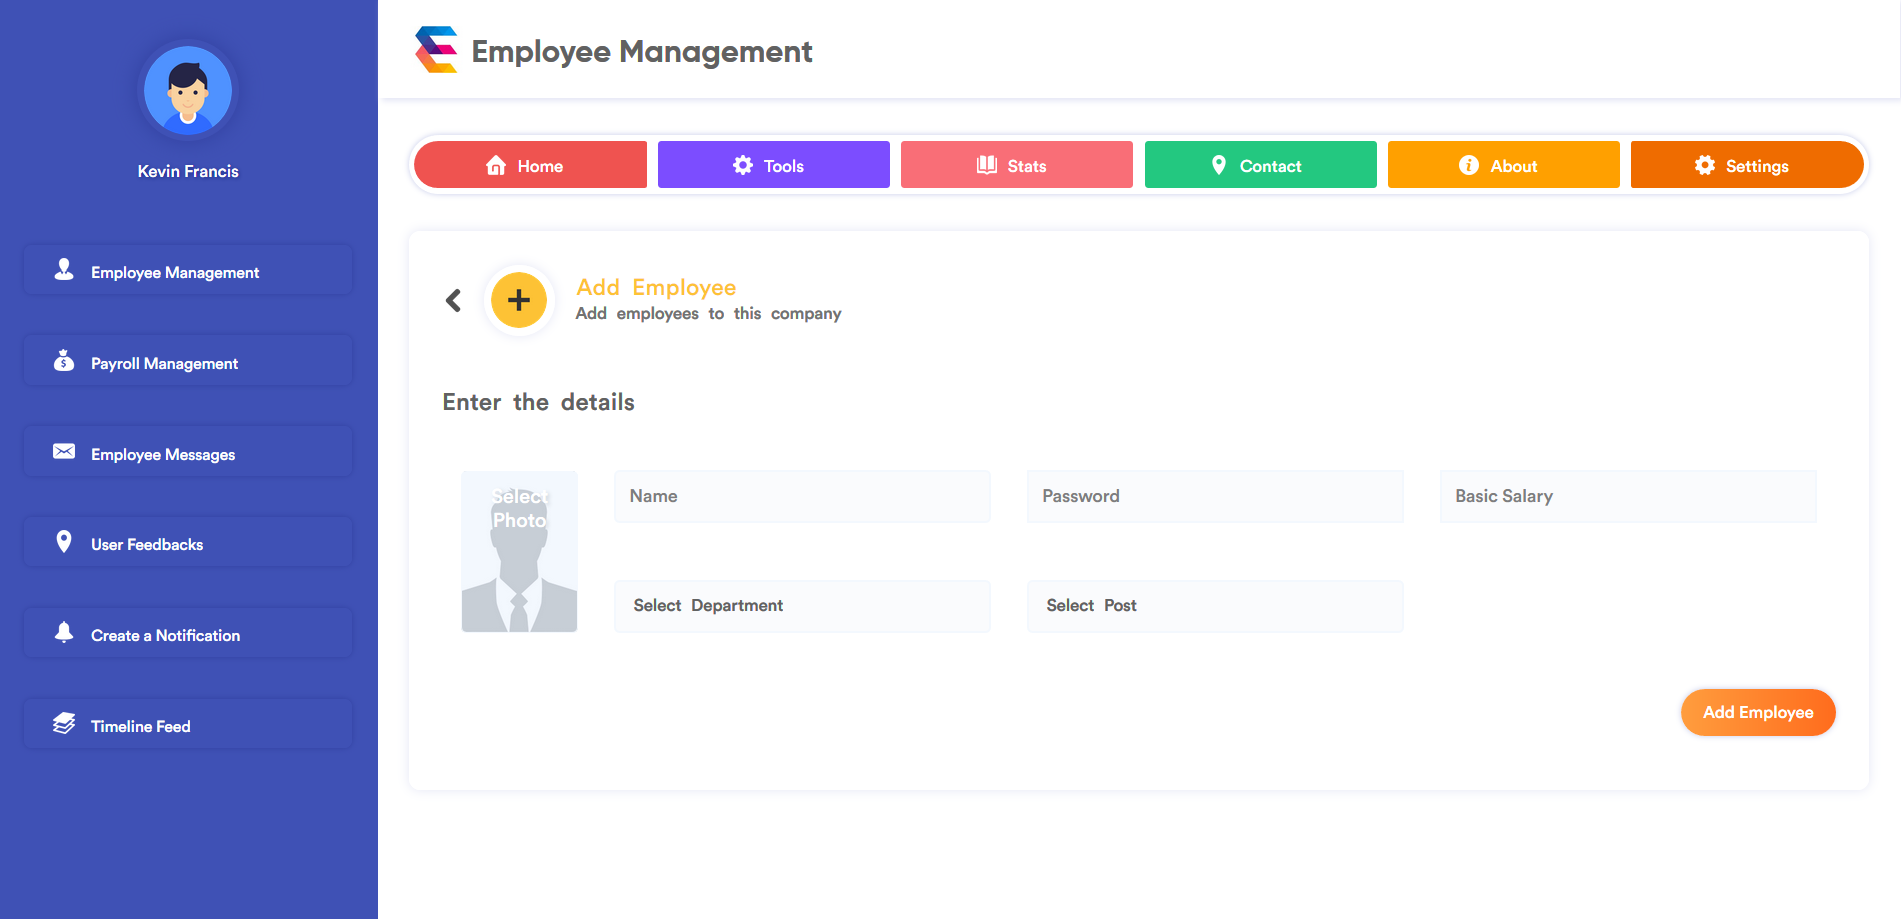 Kevin Francis
Employee Management
Payroll Management
Employee Messages
User Feedbacks
Create a Notification
Timeline Feed
Employee Management
Home
Tools
Stats
Contact
About
Settings
Add Employee
Add employees to this company
Enter the details
Select
Photo
Name
Password
Basic Salary
Select Department
Select Post
Add Employee